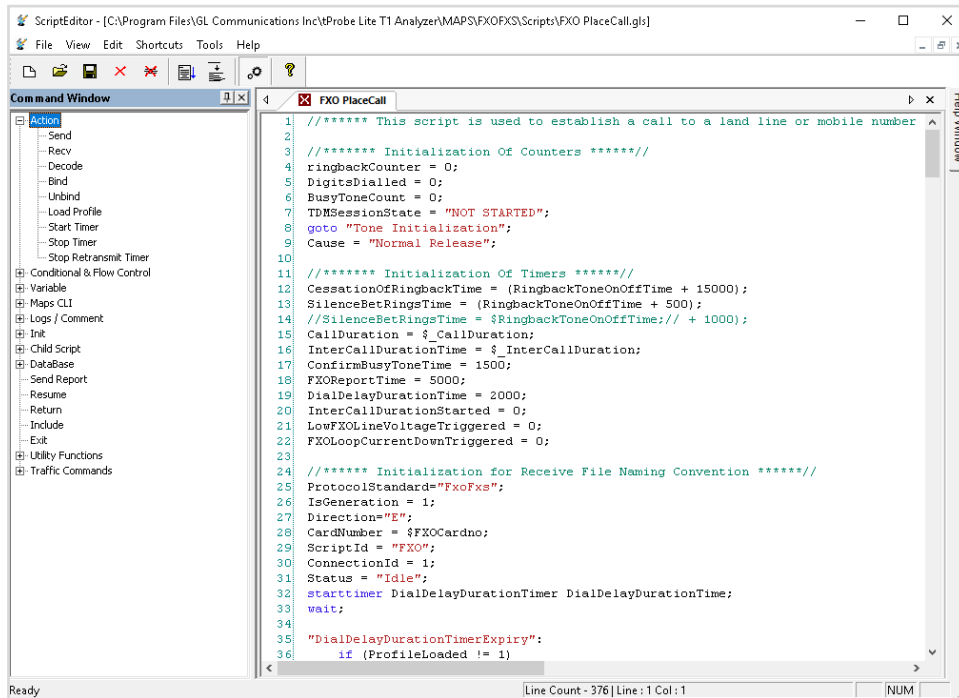 ScriptEditor - [C:\Program Files\GL Communications Inc\tProbe Lite T1 Analyzer\MAPS\FXOFXS\Scripts\FXO PlaceCall.gls]
File View Edit Shortcuts Tools Help
Command Window
Action
Send
Recv
Decode
Bind
Unbind
Load Profile
Start Timer
Stop Timer
Stop Retransmit Timer
Conditional & Flow Control
Variable
Maps CLI
Logs / Comment
Init
Child Script
DataBase
Send Report
Resume
Return
Include
Exit
Utility Functions
Traffic Commands
FXO PlaceCall
1 //****** This script is used to establish a call to a land line or mobile number
2
3 //******* Initialization Of Counters ******//
4 ringbackCounter = 0;
5 DigitsDialled = 0;
6 BusyToneCount = 0;
7 TDMSessionState = "NOT STARTED";
8 goto "Tone Initialization";
9 Cause = "Normal Release";
10
11 //******* Initialization Of Timers ******//
12 CessationOfRingbackTime = (RingbackToneOnOffTime + 15000);
13 SilenceBetRingsTime = (RingbackToneOnOffTime + 500);
14 //SilenceBetRingsTime = $RingbackToneOnOffTime;// + 1000);
15 CallDuration = $_CallDuration;
16 InterCallDurationTime = $_InterCallDuration;
17 ConfirmBusyToneTime = 1500;
18 FXOReportTime = 5000;
19 DialDelayDurationTime = 2000;
20 InterCallDurationStarted = 0;
21 LowFXOLineVoltageTriggered = 0;
22 FXOLoopCurrentDownTriggered = 0;
23
24 //****** Initialization for Receive File Naming Convention ******//
25 ProtocolStandard="FxoFxs";
26 IsGeneration = 1;
27 Direction="E";
28 CardNumber = $FXOCardno;
29 ScriptId = "FXO";
30 ConnectionId = 1;
31 Status = "Idle";
32 starttimer DialDelayDurationTimer DialDelayDurationTime;
33 wait;
34
35 "DialDelayDurationTimerExpiry":
36 if (ProfileLoaded != 1)
Help Window
Ready
Line Count - 376 | Line : 1 Col : 1
NUM